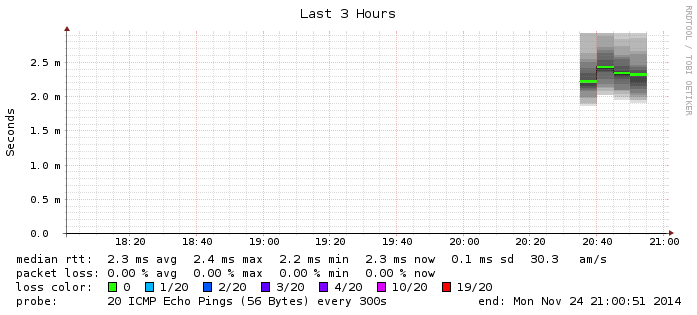 Last 3 Hours
RRDTOOL / TOBI OETIKER
Seconds
2.5 m
2.0 m
1.5 m
1.0 m
0.5 m
0.0
18:20 18:40 19:00 19:20 19:40 20:00 20:20 20:40 21:00
median rtt: 2.3 ms avg 2.4 ms max 2.2 ms min 2.3 ms now 0.1 ms sd 30.3 am/s
packet loss: 0.00 % avg 0.00 % max 0.00 % min 0.00 % now
loss color: 0 1/20 2/20 3/20 4/20 10/20 19/20
probe: 20 ICMP Echo Pings (56 Bytes) every 300s end: Mon Nov 24 21:00:51 2014